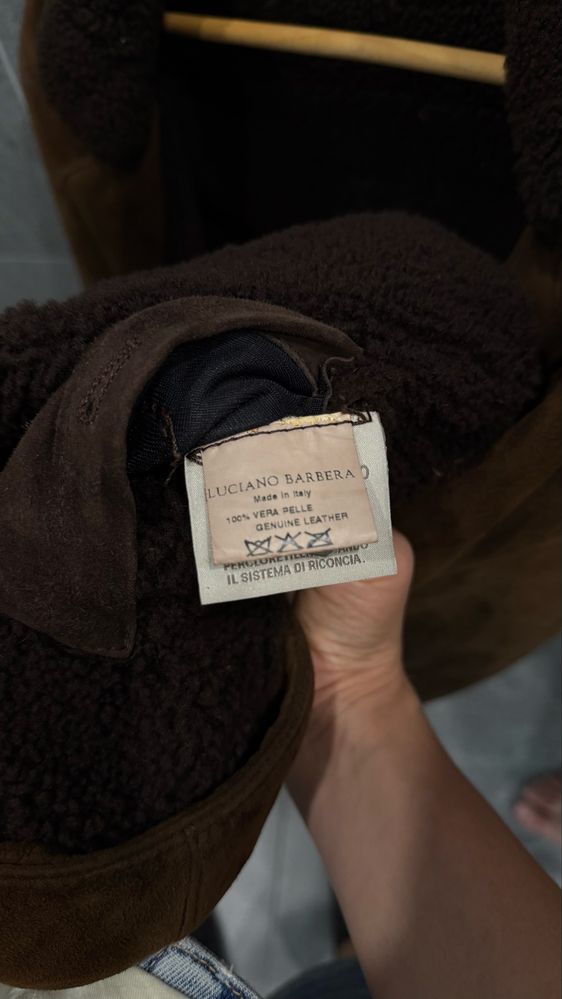 LUCIANO BARBERA
Made in Italy
100% VERA PELLE
GENUINE LEATHER
IL SISTEMA DI RICONCIA.